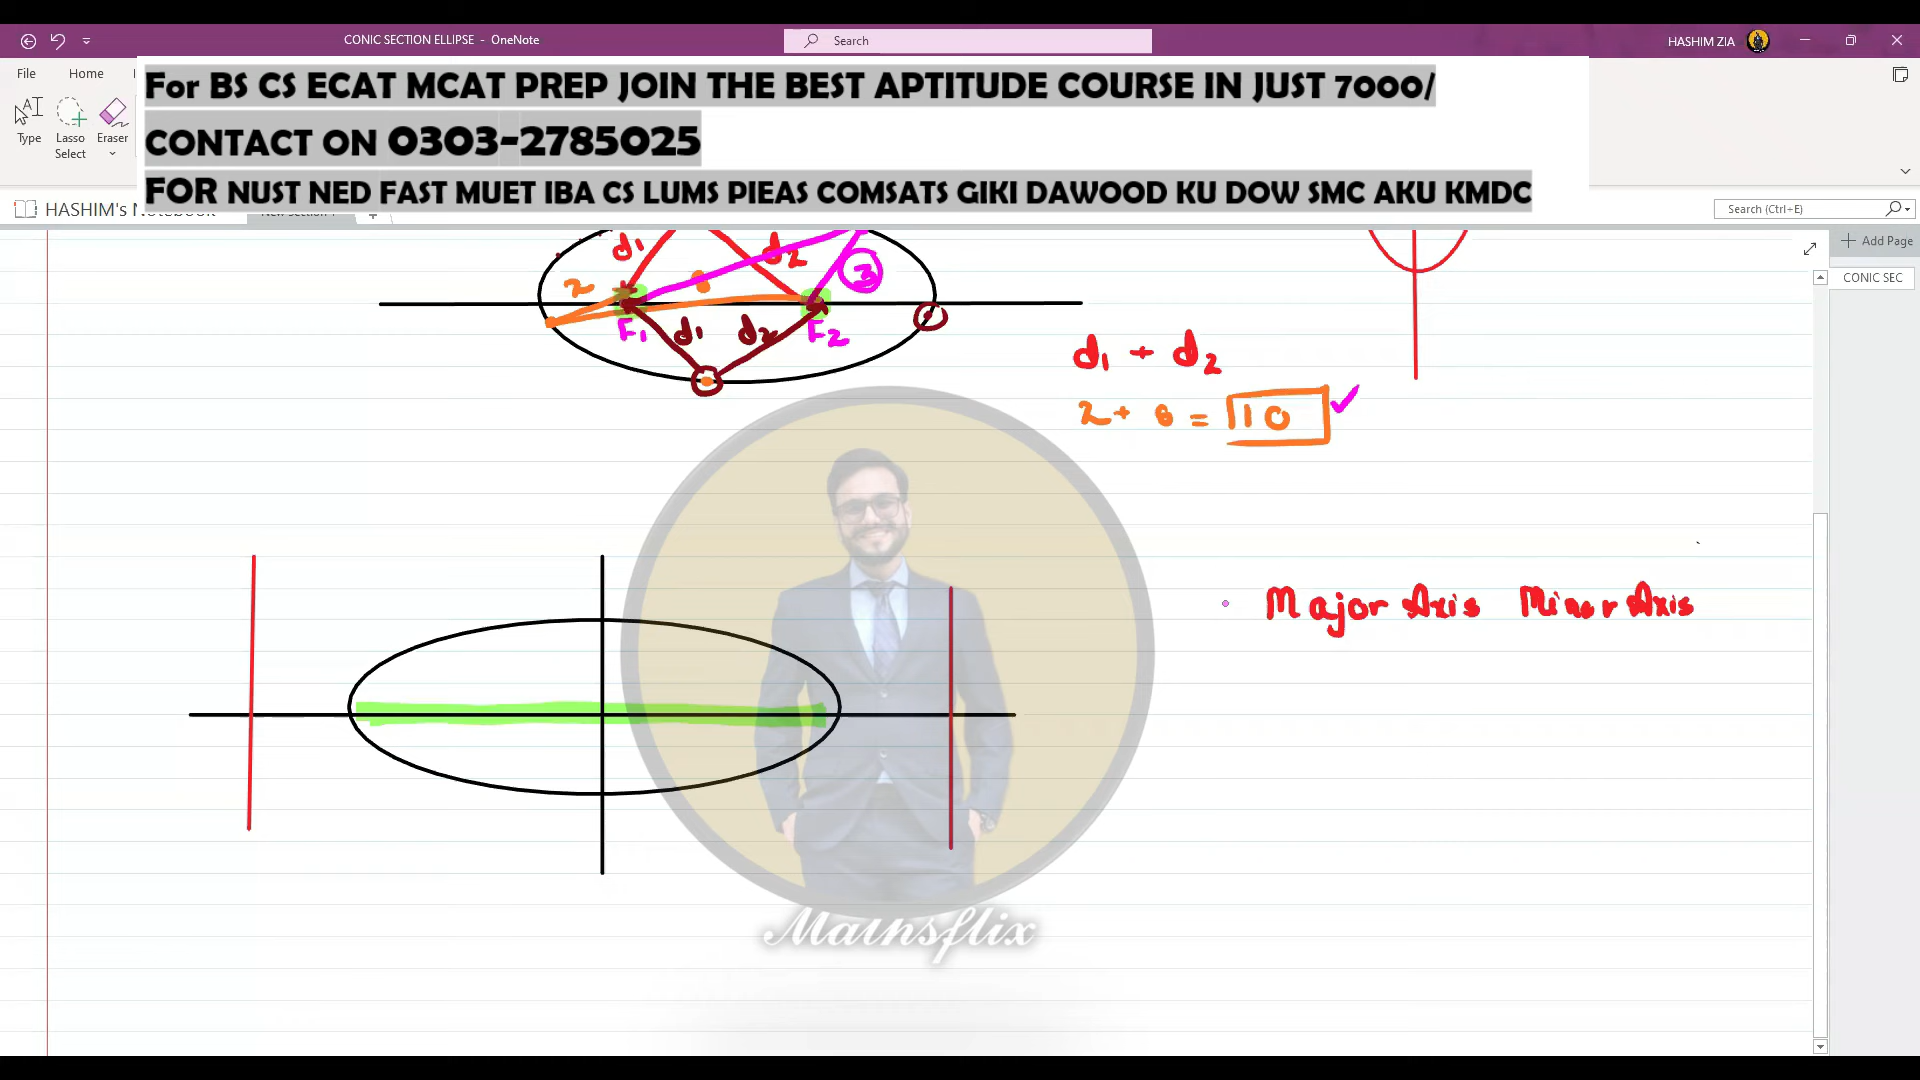 CONIC SECTION ELLIPSE - OneNote
Search
HASHIM ZIA
File
Home
For BS CS ECAT MCAT PREP JOIN THE BEST APTITUDE COURSE IN JUST 7000/
CONTACT ON 0303-2785025
FOR NUST NED FAST MUET IBA CS LUMS PIEAS COMSATS GIKI DAWOOD KU DOW SMC AKU KMDC
Type
Lasso
Select
Eraser
HASHIM's Notebook
Search (Ctrl+E)
Add Page
CONIC SEC
d1
d2
3
2
F1
d1
d2
F2
d1 + d2
2 + 8 = 10
Major Axis Minor Axis
Mainsflix